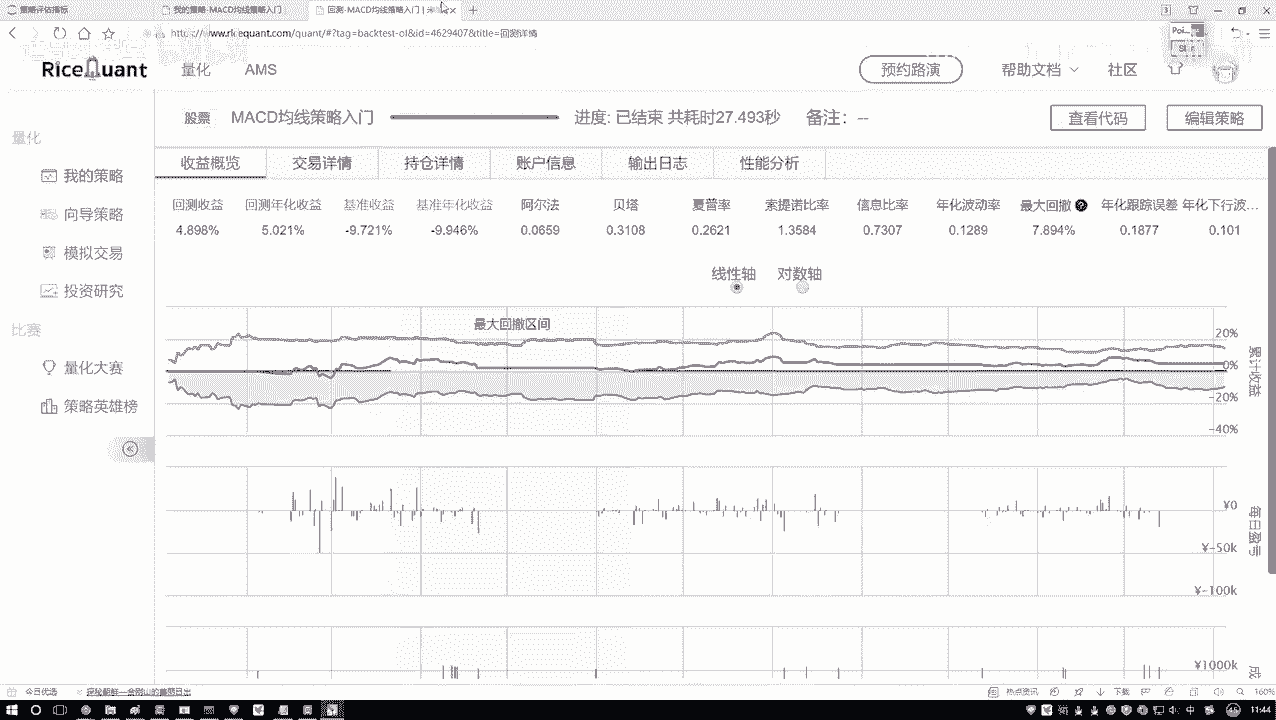 策略评估指标 我的策略-MACD均线策略入门 回测-MACD均线策略入门
www.ricequant.com/quant/#?tag=backtest-ol&id=4629407&title=回测详情
RiceQuant 量化 AMS 预约路演 帮助文档 社区
股票 MACD均线策略入门 进度: 已结束 共耗时27.493秒 备注: -- 查看代码 编辑策略
量化
我的策略
向导策略
模拟交易
投资研究
比赛
量化大赛
策略英雄榜
收益概览 交易详情 持仓详情 账户信息 输出日志 性能分析
回测收益 回测年化收益 基准收益 基准年化收益 阿尔法 贝塔 夏普率 索提诺比率 信息比率 年化波动率 最大回撤 年化跟踪误差 年化下行波...
4.898% 5.021% -9.721% -9.946% 0.0659 0.3108 0.2621 1.3584 0.7307 0.1289 7.894% 0.1877 0.101
线性轴 对数轴
最大回撤区间
20%
0%
-20%
-40%
累计收益
¥0
¥-50k
¥-100k
每日盈亏
¥1000k
今日优选 热点资讯 下载 160%
中 11:44